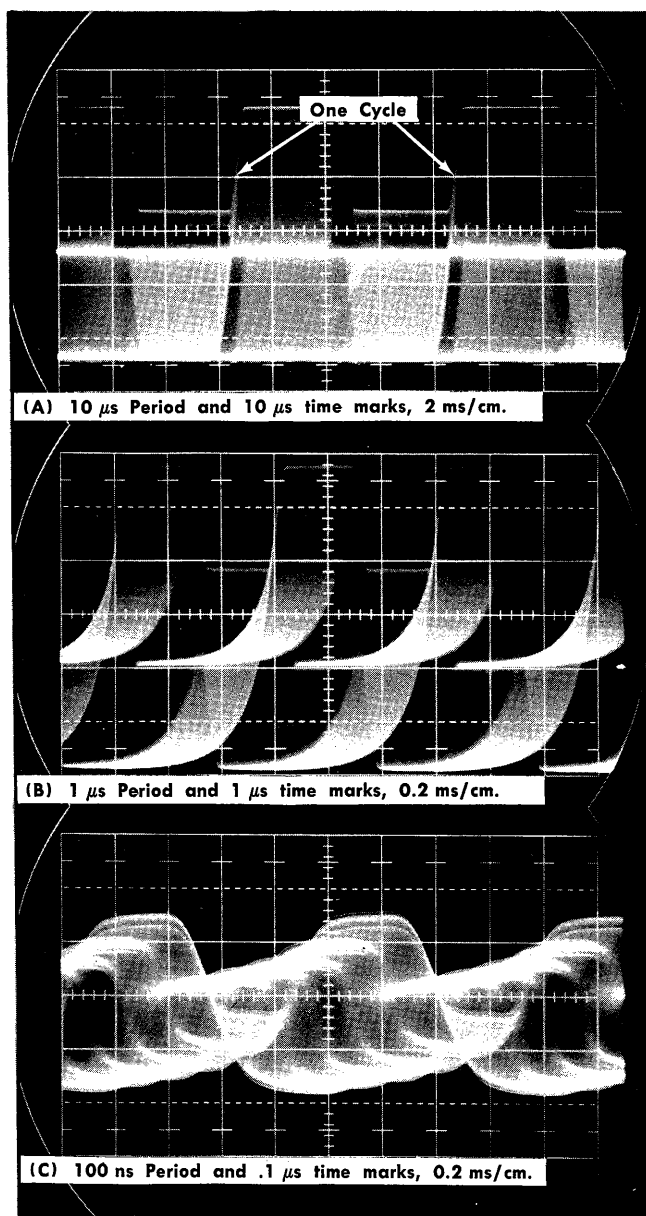 One Cycle
(A) 10 μs Period and 10 μs time marks, 2 ms/cm.
(B) 1 μs Period and 1 μs time marks, 0.2 ms/cm.
(C) 100 ns Period and .1 μs time marks, 0.2 ms/cm.